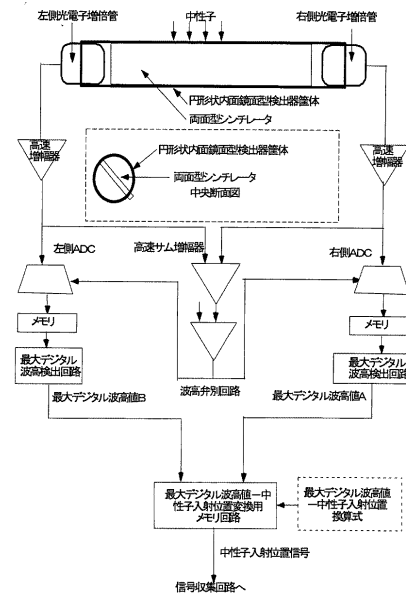 左側光電子増倍管
中性子
右側光電子増倍管
円形状内面鏡面型検出器筐体
両面型シンチレータ
高速
増幅器
高速
増幅器
円形状内面鏡面型検出器筐体
両面型シンチレータ
中央断面図
左側ADC
高速サム増幅器
右側ADC
メモリ
メモリ
最大デジタル
波高検出回路
最大デジタル
波高検出回路
波高弁別回路
最大デジタル波高値B
最大デジタル波高値A
最大デジタル波高値ー中
性子入射位置変換用
メモリ回路
最大デジタル波高値
ー中性子入射位置
換算式
中性子入射位置信号
信号収集回路へ